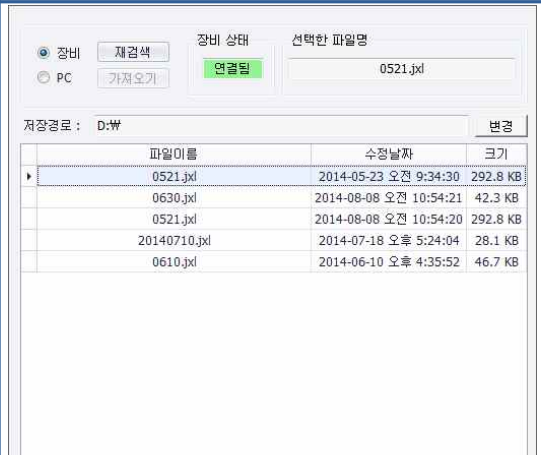 장비 상태 선택한 파일명
장비 재검색 연결됨 0521.jxl
PC 가져오기
저장경로 : D:₩ 변경
파일이름 수정날짜 크기
0521.jxl 2014-05-23 오전 9:34:30 292.8 KB
0630.jxl 2014-08-08 오전 10:54:21 42.3 KB
0521.jxl 2014-08-08 오전 10:54:20 292.8 KB
20140710.jxl 2014-07-18 오후 5:24:04 28.1 KB
0610.jxl 2014-06-10 오후 4:35:52 46.7 KB